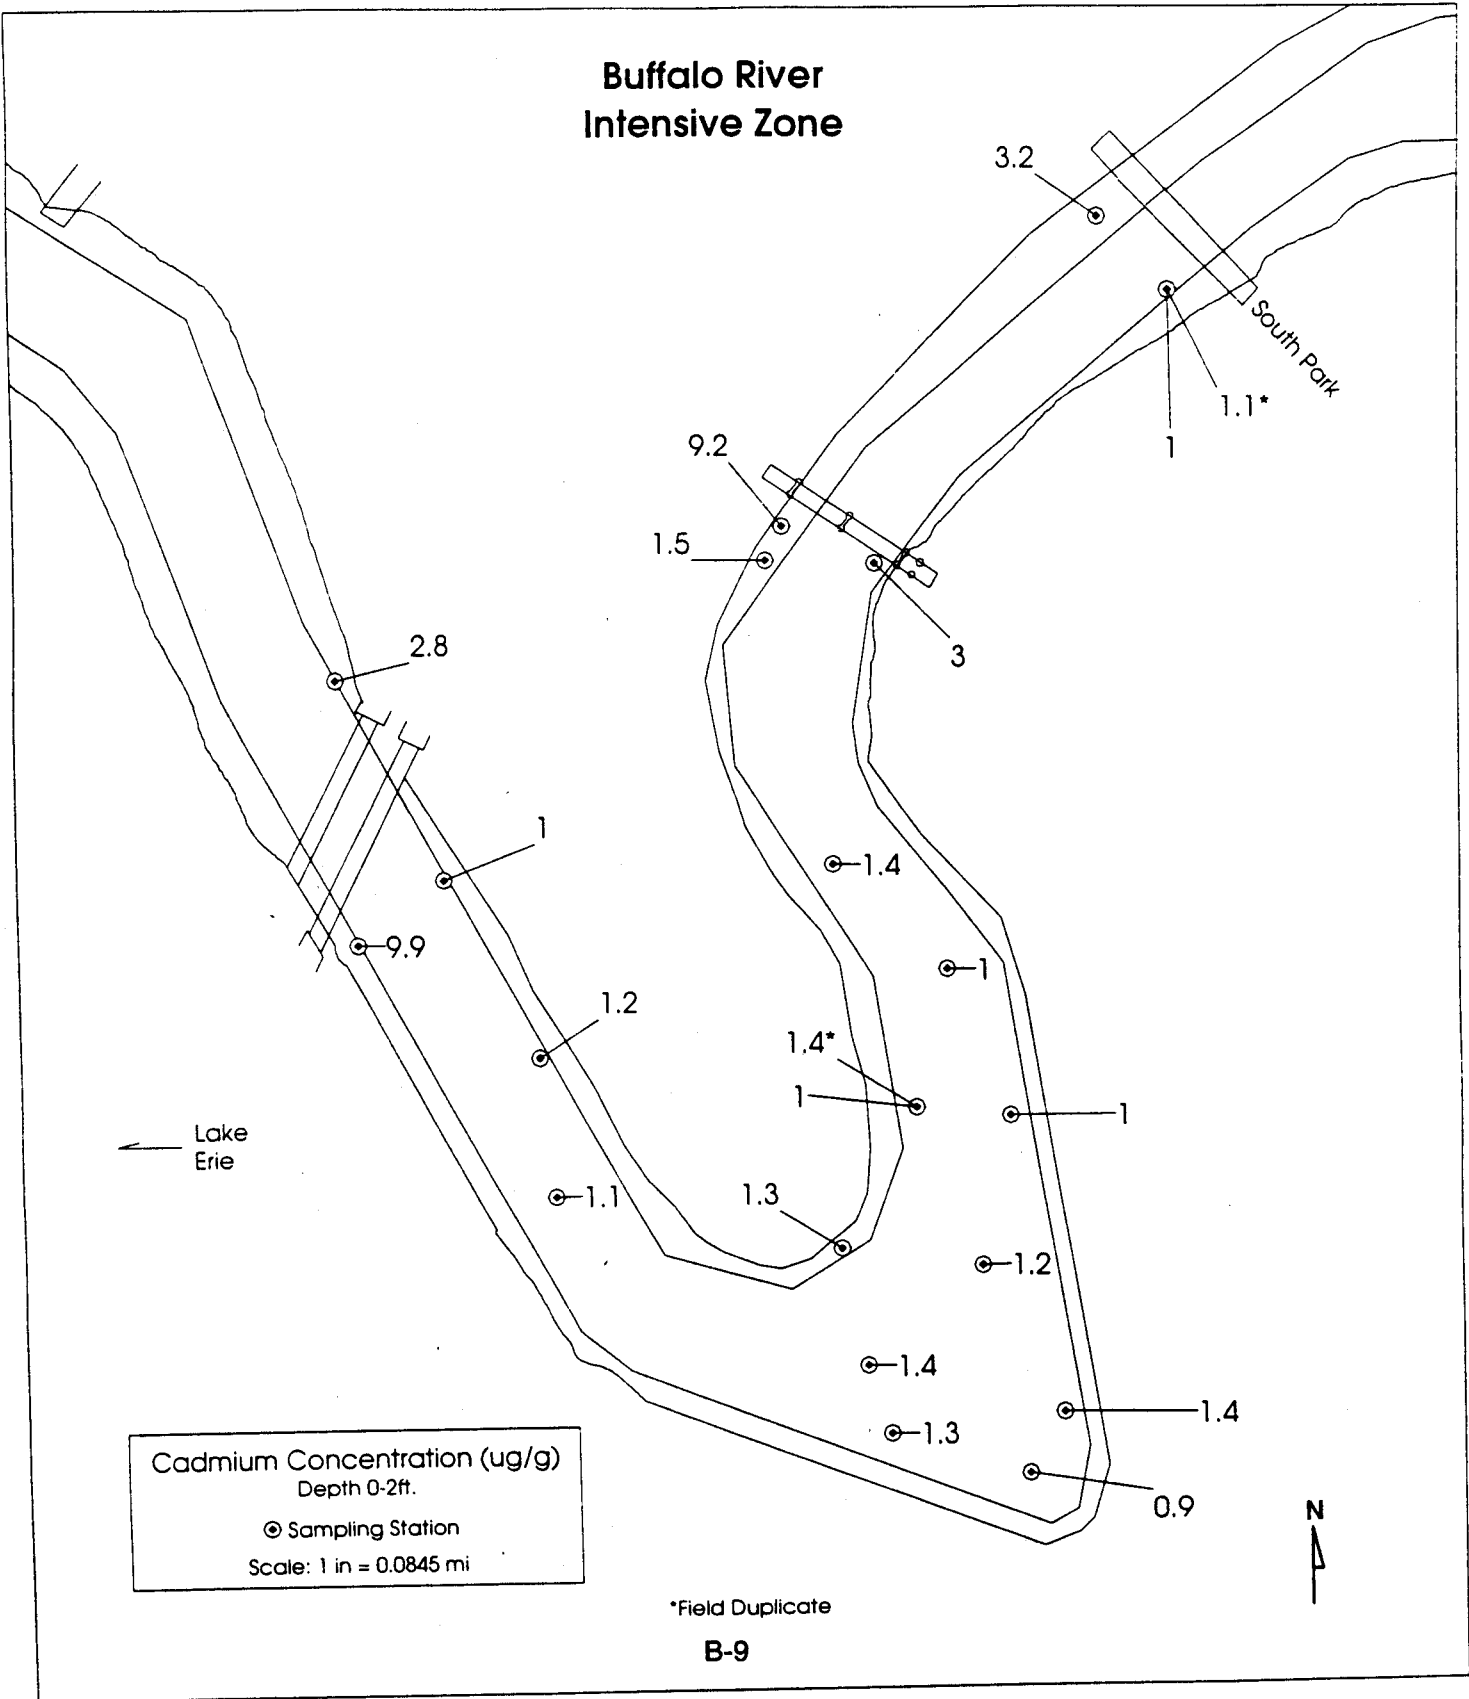 Buffalo River
Intensive Zone
3.2
South Park
1.1*
1
9.2
1.5
3
2.8
1
1.4
9.9
1
1.2
1.4*
1
1
Lake
Erie
1.1
1.3
1.2
1.4
1.4
1.3
0.9
Cadmium Concentration (ug/g)
Depth 0-2ft.
Sampling Station
Scale: 1 in = 0.0845 mi
N
*Field Duplicate
B-9